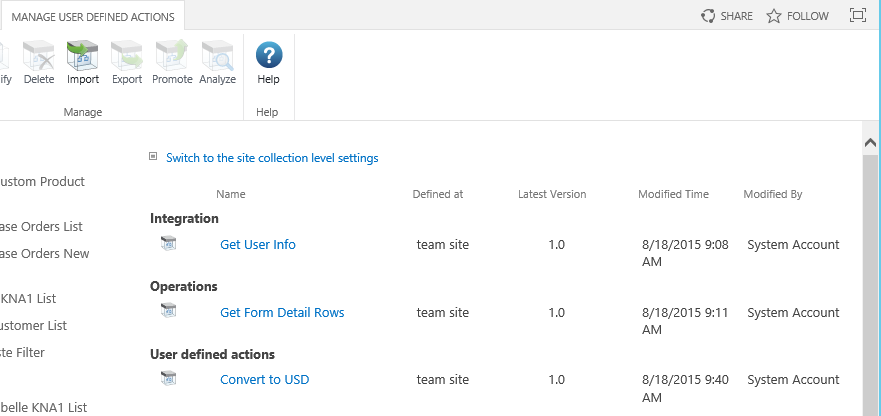 MANAGE USER DEFINED ACTIONS
SHARE FOLLOW
Delete Import Export Promote Analyze Help
Manage Help
Switch to the site collection level settings
Name Defined at Latest Version Modified Time Modified By
Integration
Get User Info team site 1.0 8/18/2015 9:08 System Account
AM
Operations
Get Form Detail Rows team site 1.0 8/18/2015 9:11 System Account
AM
User defined actions
Convert to USD team site 1.0 8/18/2015 9:40 System Account
AM
ustom Product
ase Orders List
ase Orders New
KNA1 List
ustomer List
te Filter
belle KNA1 List